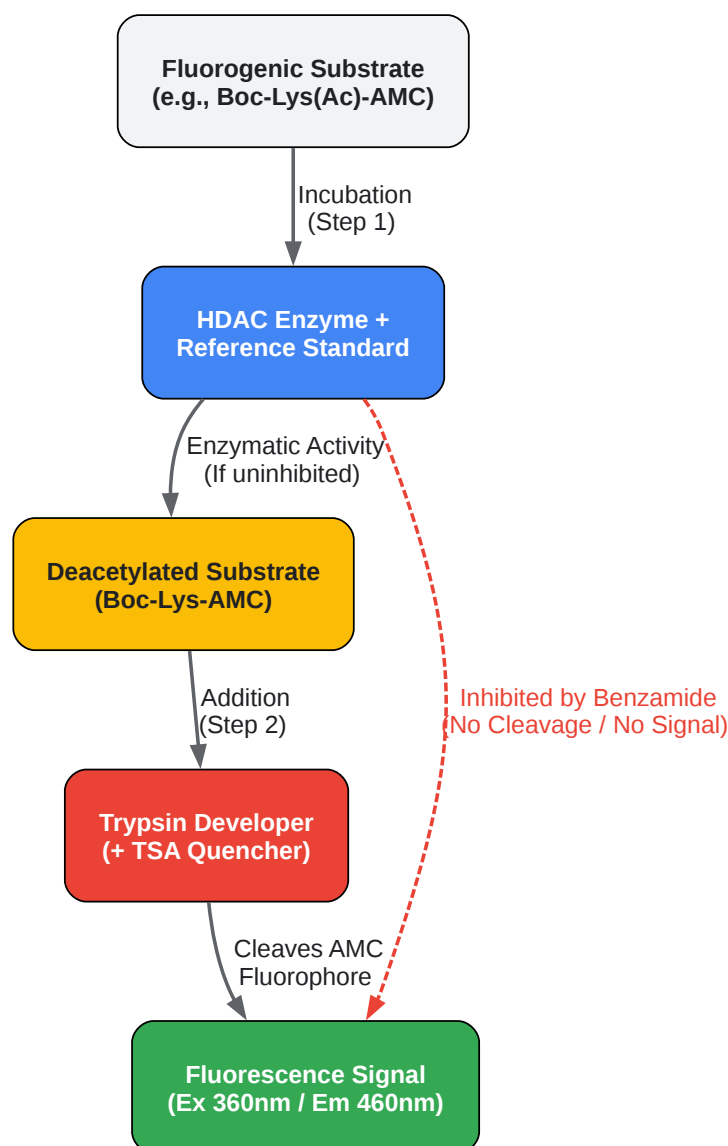 Fluorogenic Substrate
(e.g., Boc-Lys(Ac)-AMC)
Incubation
(Step 1)
HDAC Enzyme +
Reference Standard
Enzymatic Activity
(If uninhibited)
Deacetylated Substrate
(Boc-Lys-AMC)
Addition
(Step 2)
Inhibited by Benzamide
(No Cleavage / No Signal)
Trypsin Developer
(+ TSA Quencher)
Cleaves AMC
Fluorophore
Fluorescence Signal
(Ex 360nm / Em 460nm)